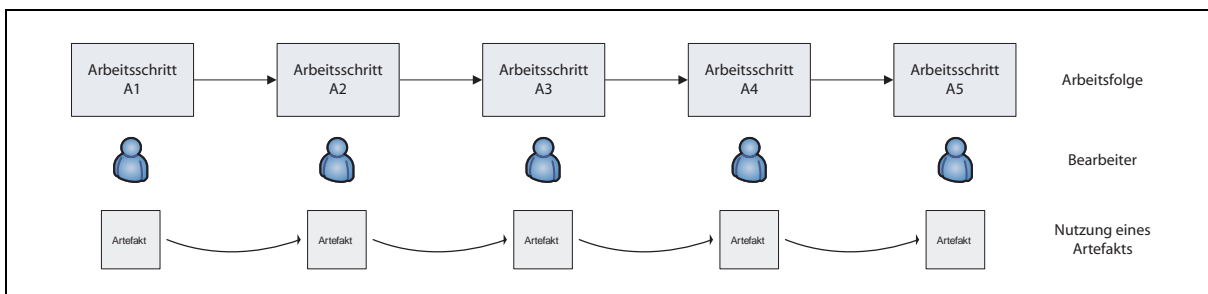 Arbeitsschritt
A1
Arbeitsschritt
A2
Arbeitsschritt
A3
Arbeitsschritt
A4
Arbeitsschritt
A5
Arbeitsfolge
Bearbeiter
Artefakt
Artefakt
Artefakt
Artefakt
Artefakt
Nutzung eines
Artefakts